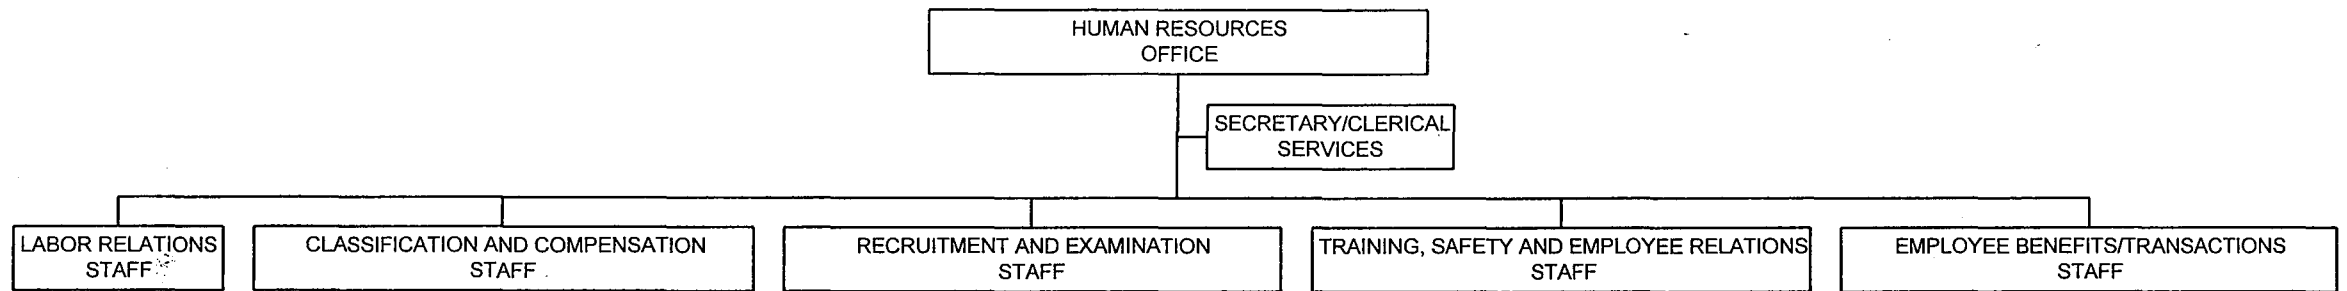 HUMAN RESOURCES
OFFICE
SECRETARY/CLERICAL
SERVICES
LABOR RELATIONS
STAFF
CLASSIFICATION AND COMPENSATION
STAFF
RECRUITMENT AND EXAMINATION
STAFF
TRAINING, SAFETY AND EMPLOYEE RELATIONS
STAFF
EMPLOYEE BENEFITS/TRANSACTIONS
STAFF